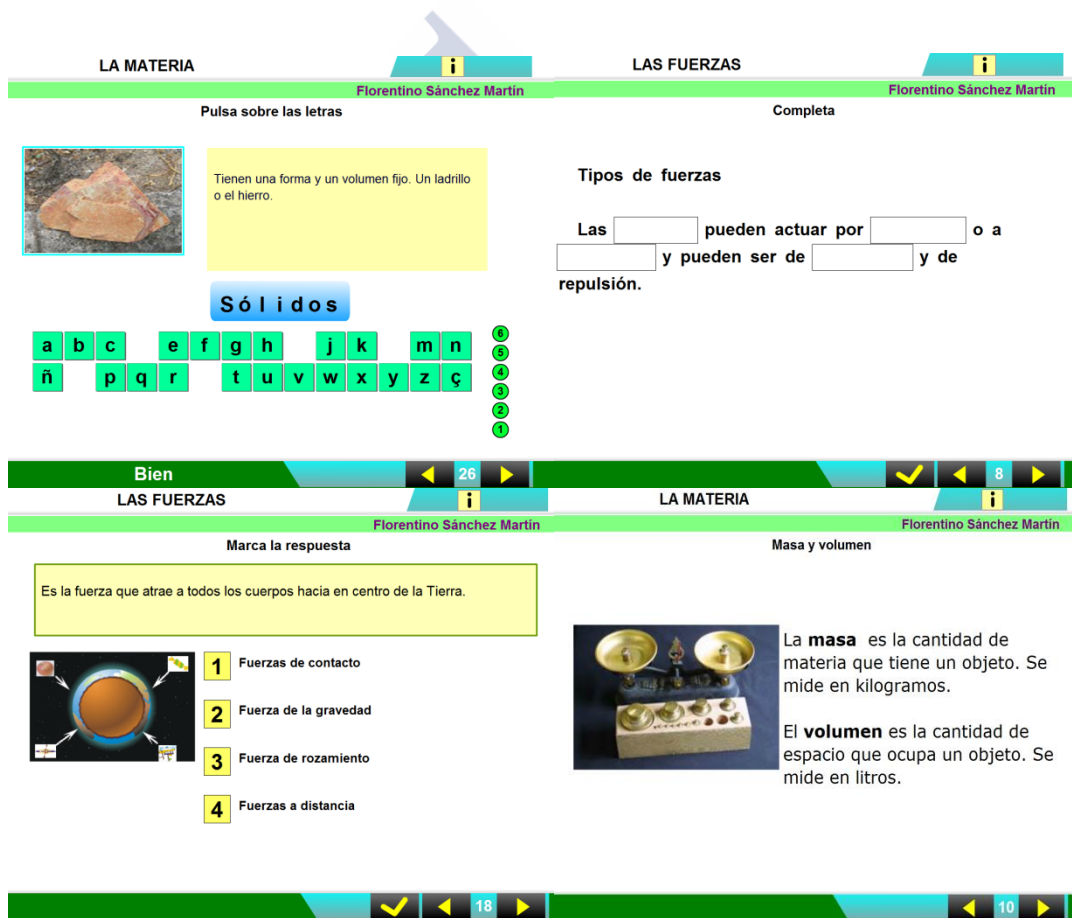 LA MATERIA
i
Florentino Sánchez Martín
Pulsa sobre las letras
Tienen una forma y un volumen fijo. Un ladrillo
o el hierro.
Sólidos
a b c e f g h j k m n
ñ p q r t u v w x y z ç
6
5
4
3
2
1
Bien
26
LAS FUERZAS
i
Florentino Sánchez Martín
Completa
Tipos de fuerzas
Las pueden actuar por o a
y pueden ser de y de
repulsión.
8
LAS FUERZAS
i
Florentino Sánchez Martín
Marca la respuesta
Es la fuerza que atrae a todos los cuerpos hacia en centro de la Tierra.
1 Fuerzas de contacto
2 Fuerza de la gravedad
3 Fuerza de rozamiento
4 Fuerzas a distancia
18
LA MATERIA
i
Florentino Sánchez Martín
Masa y volumen
La masa es la cantidad de
materia que tiene un objeto. Se
mide en kilogramos.
El volumen es la cantidad de
espacio que ocupa un objeto. Se
mide en litros.
10